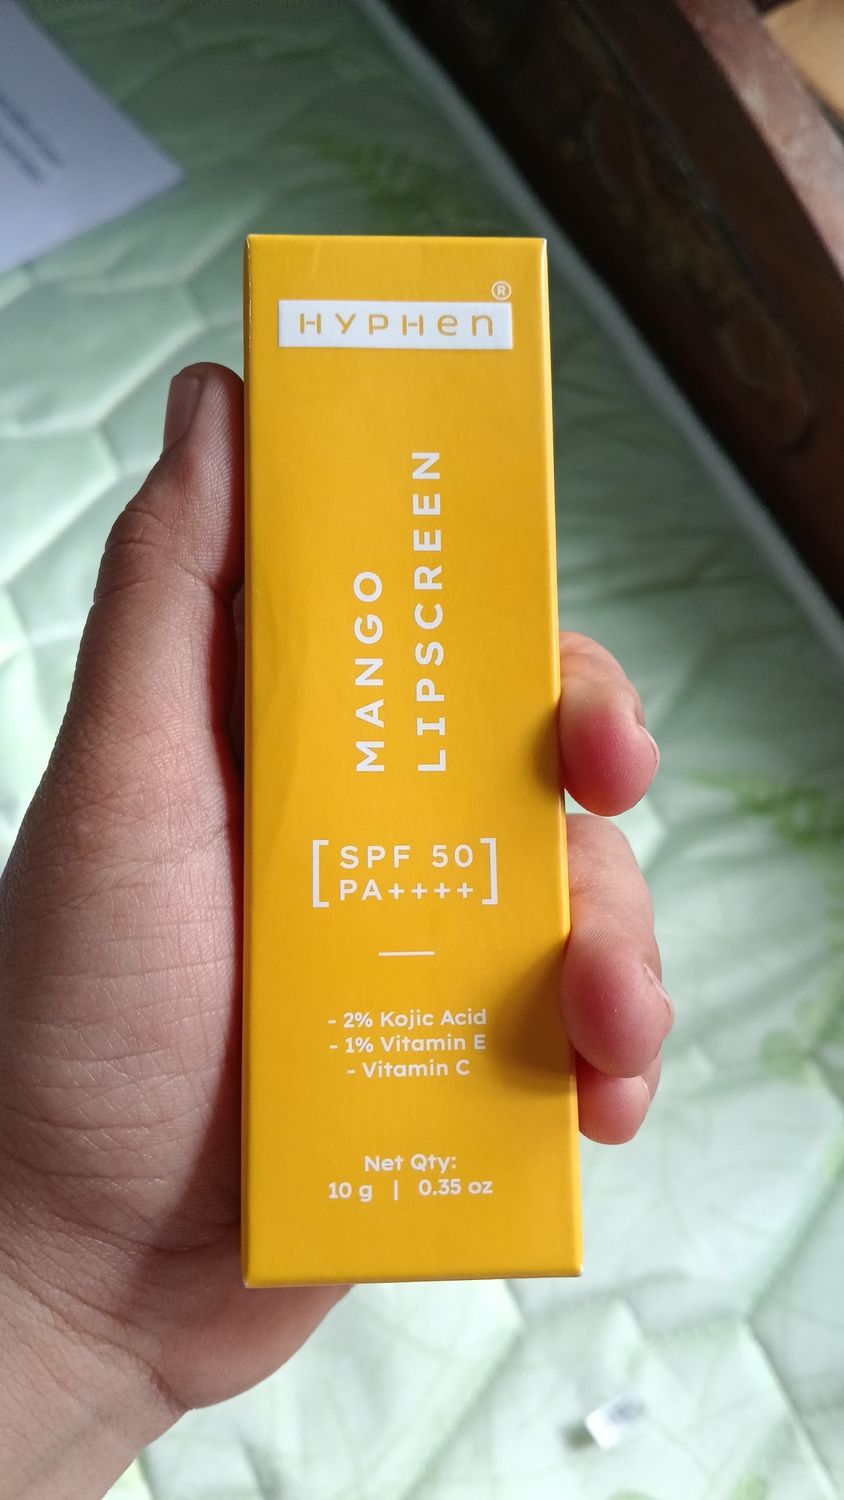 HYPHen®
MANGO
LIPSCREEN
[SPF 50
PA++++]
- 2% Kojic Acid
- 1% Vitamin E
- Vitamin C
Net Qty:
10 g | 0.35 oz